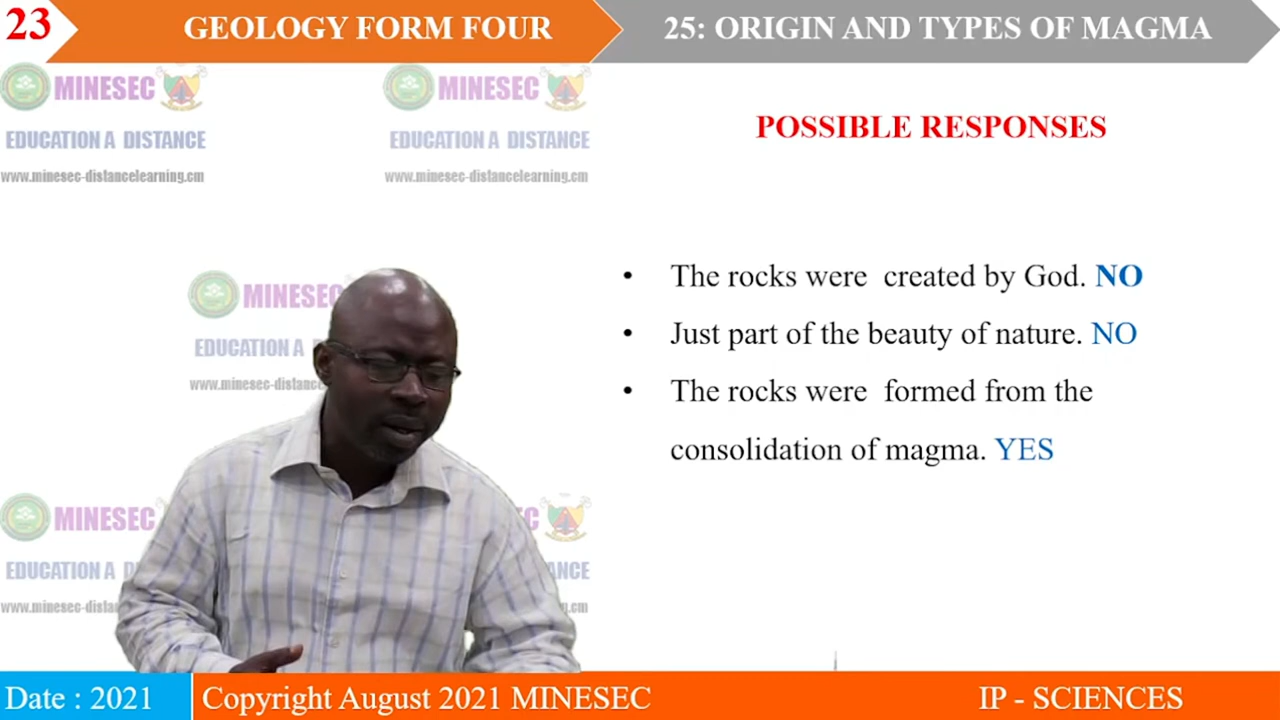 23 GEOLOGY FORM FOUR 25: ORIGIN AND TYPES OF MAGMA
MINESEC MINESEC
EDUCATION A DISTANCE EDUCATION A DISTANCE
www.minesec-distancelearning.cm www.minesec-distancelearning.cm
POSSIBLE RESPONSES
• The rocks were created by God. NO
MINESEC
• Just part of the beauty of nature. NO
EDUCATION A
www.minesec-distance
• The rocks were formed from the
consolidation of magma. YES
MINESEC C
EDUCATION A D ANCE
www.minesec-distan g.cm
Date : 2021 Copyright August 2021 MINESEC IP - SCIENCES